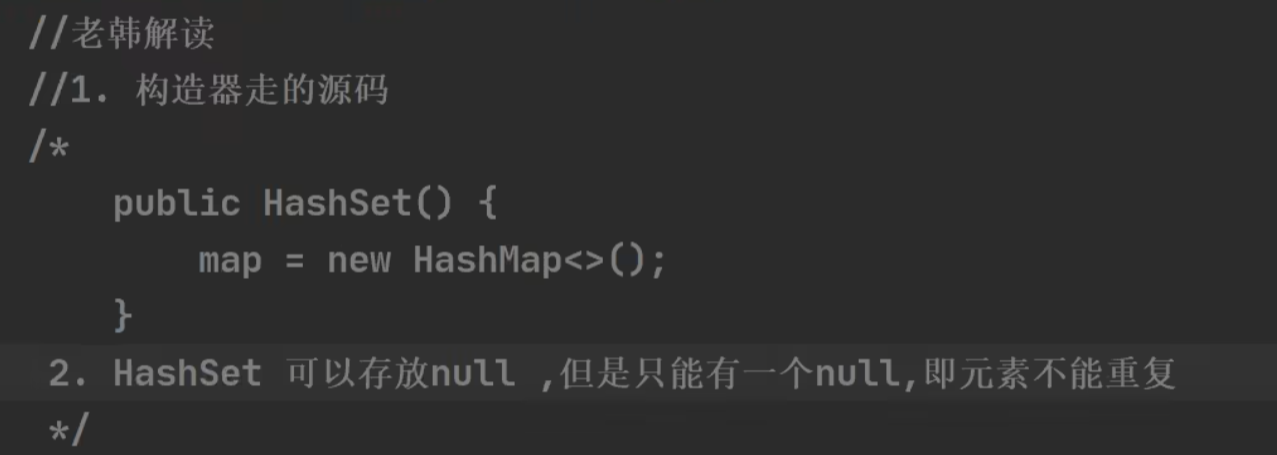 //老韩解读
//1. 构造器走的源码
/*
    public HashSet() {
        map = new HashMap<>();
    }
 2. HashSet 可以存放null ,但是只能有一个null,即元素不能重复
 */